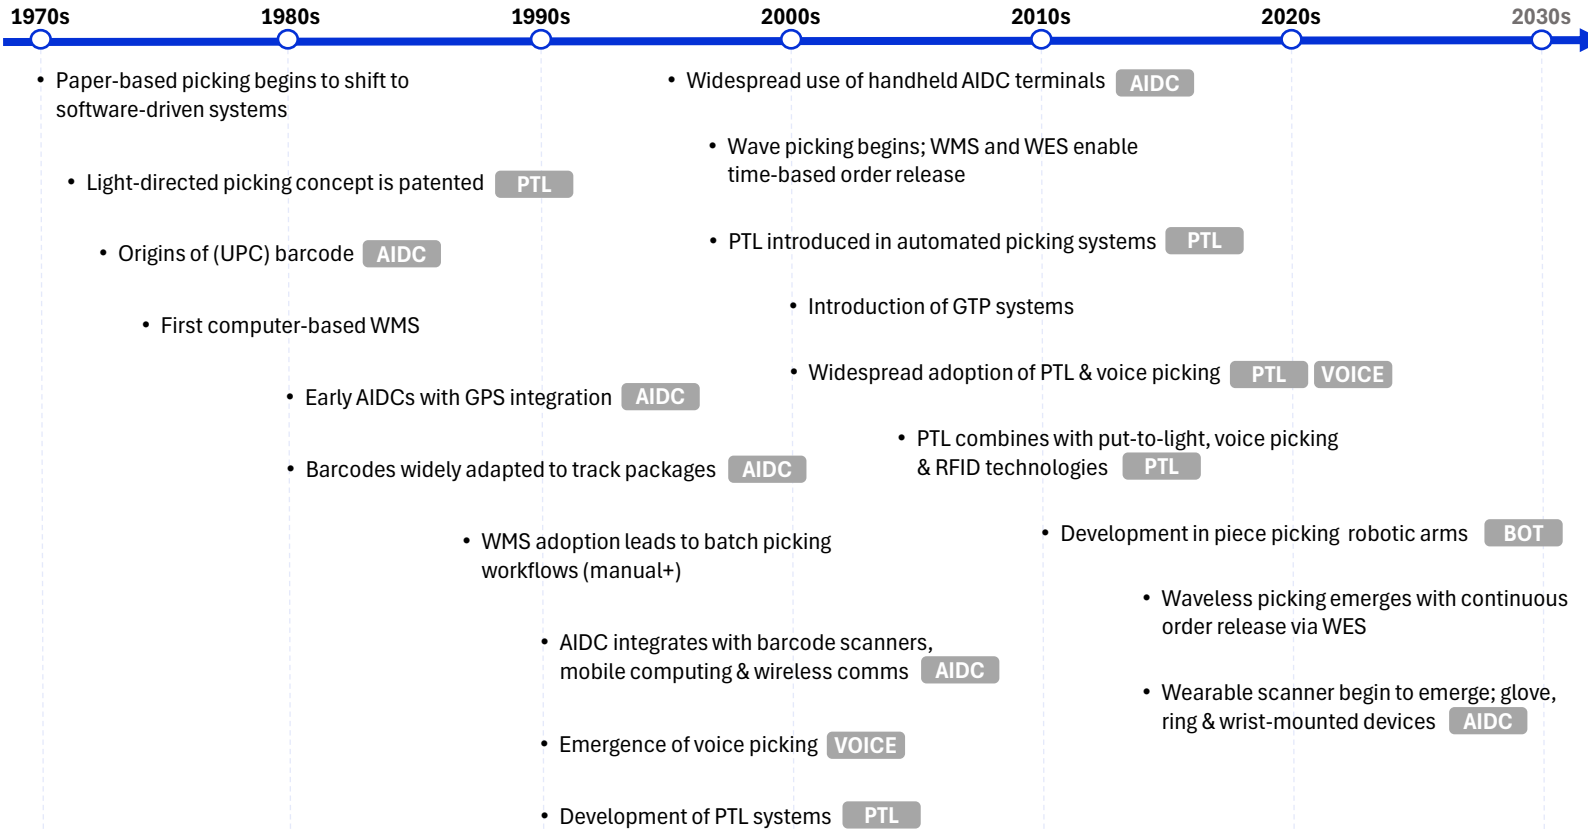 1970s 1980s 1990s 2000s 2010s 2020s 2030s
• Paper-based picking begins to shift to
software-driven systems
• Light-directed picking concept is patented PTL
• Origins of (UPC) barcode AIDC
• First computer-based WMS
• Early AIDCs with GPS integration AIDC
• Barcodes widely adapted to track packages AIDC
• WMS adoption leads to batch picking
workflows (manual+)
• AIDC integrates with barcode scanners,
mobile computing & wireless comms AIDC
• Emergence of voice picking VOICE
• Development of PTL systems PTL
• Widespread use of handheld AIDC terminals AIDC
• Wave picking begins; WMS and WES enable
time-based order release
• PTL introduced in automated picking systems PTL
• Introduction of GTP systems
• Widespread adoption of PTL & voice picking PTL VOICE
• PTL combines with put-to-light, voice picking
& RFID technologies PTL
• Development in piece picking robotic arms BOT
• Waveless picking emerges with continuous
order release via WES
• Wearable scanner begin to emerge; glove,
ring & wrist-mounted devices AIDC